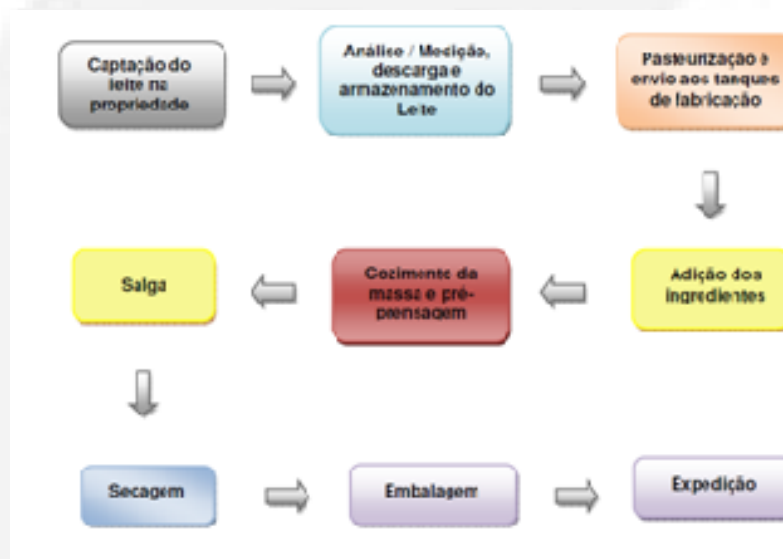 Captação do
leite na
propriedade
Análise / Medição,
descarga e
armazenamento do
Leite
Pasteurização e
envio aos tanques
de fabricação
Salga
Cozimento da
massa e pré-
prensagem
Adição dos
ingredientes
Secagem
Embalagem
Expedição